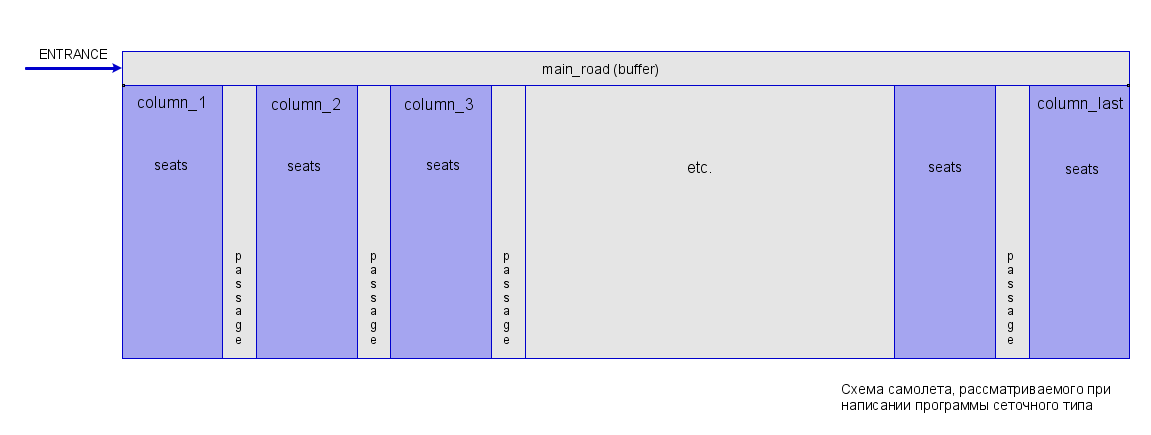 ENTRANCE
main_road (buffer)
column_1
column_2
column_3
column_last
seats
seats
seats
etc.
seats
seats
passage
passage
passage
passage
Схема самолета, рассматриваемого при
написании программы сеточного типа